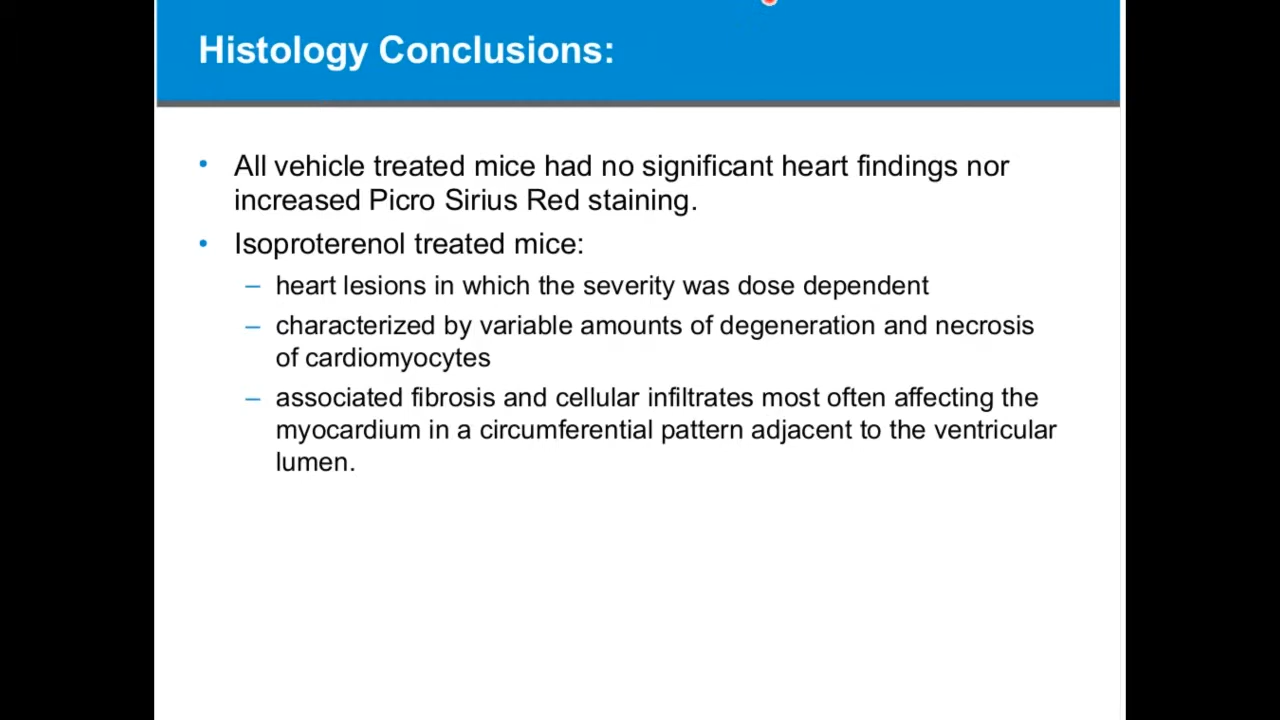 Histology Conclusions:
• All vehicle treated mice had no significant heart findings nor
increased Picro Sirius Red staining.
• Isoproterenol treated mice:
– heart lesions in which the severity was dose dependent
– characterized by variable amounts of degeneration and necrosis
of cardiomyocytes
– associated fibrosis and cellular infiltrates most often affecting the
myocardium in a circumferential pattern adjacent to the ventricular
lumen.